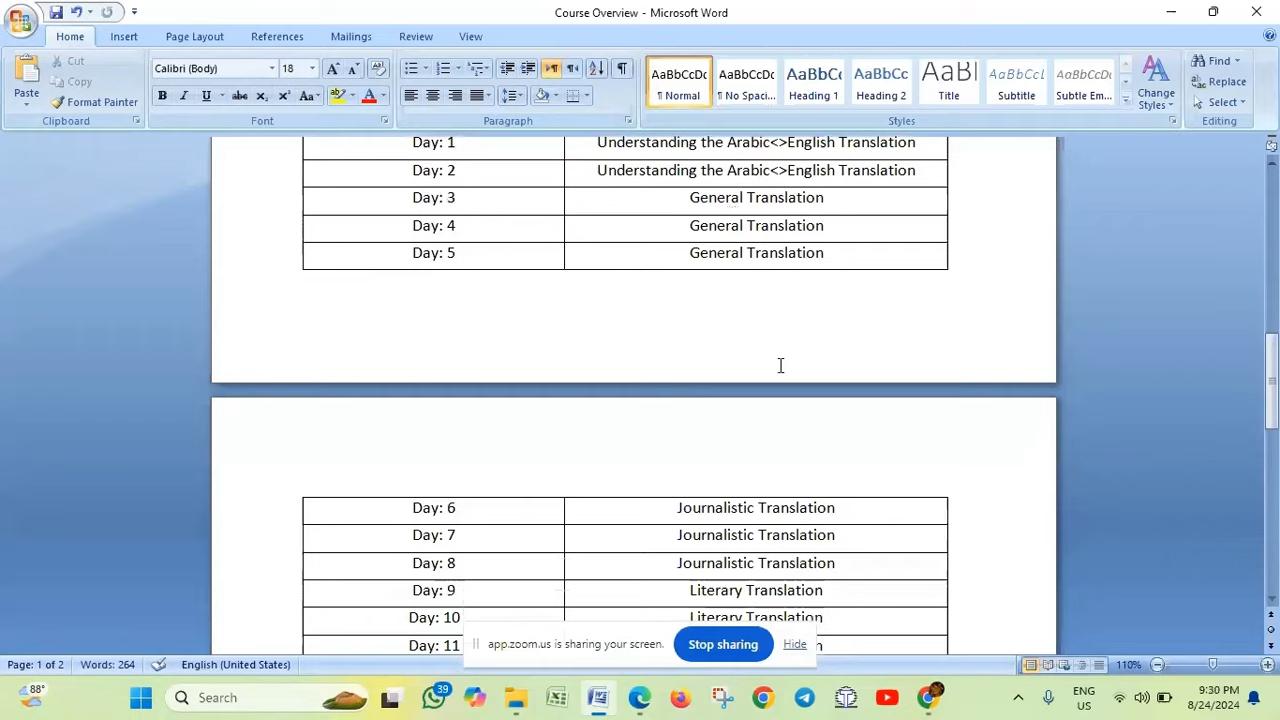 Course Overview - Microsoft Word
Home Insert Page Layout References Mailings Review View
Paste
Cut
Copy
Format Painter
Clipboard
Calibri (Body) 18
B I U abc x₂ x² Aa
Font
Paragraph
AaBbCcDc AaBbCcDc AaBbC AaBbCc AaBl AaBbCc. AaBbCcDc
¶ Normal ¶ No Spaci... Heading 1 Heading 2 Title Subtitle Subtle Em...
Styles
Change Styles
Find
Replace
Select
Editing
Day: 1 Understanding the Arabic<>English Translation
Day: 2 Understanding the Arabic<>English Translation
Day: 3 General Translation
Day: 4 General Translation
Day: 5 General Translation
Day: 6 Journalistic Translation
Day: 7 Journalistic Translation
Day: 8 Journalistic Translation
Day: 9 Literary Translation
Day: 10 Literary Translation
Day: 11
app.zoom.us is sharing your screen. Stop sharing Hide
Page: 1 of 2 Words: 264 English (United States) 110%
88° Search 39 ENG 9:30 PM
US 8/24/2024